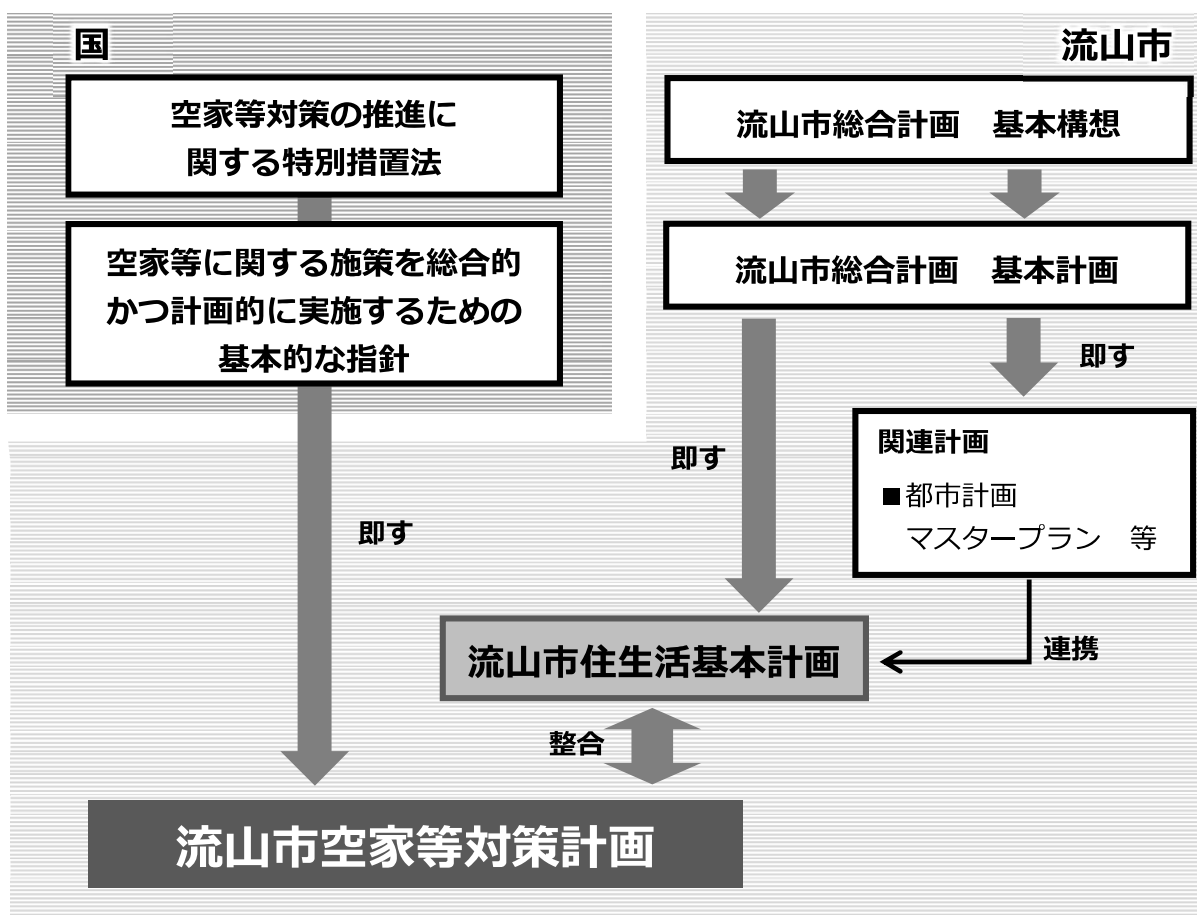 国
空家等対策の推進に
関する特別措置法
空家等に関する施策を総合的
かつ計画的に実施するための
基本的な指針
即す
流山市
流山市総合計画　基本構想
流山市総合計画　基本計画
即す
即す
関連計画
■都市計画
マスタープラン　等
連携
流山市住生活基本計画
整合
流山市空家等対策計画